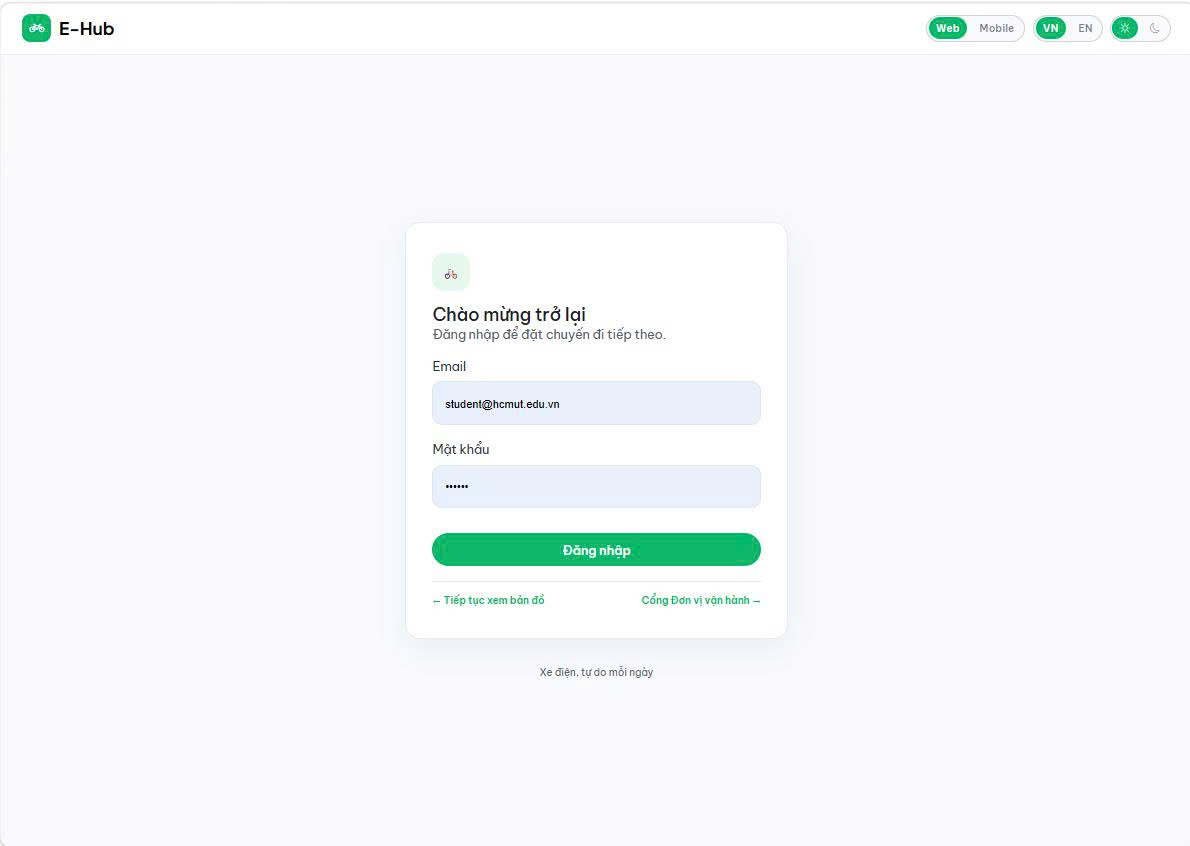 E-Hub
Web Mobile VN EN
Chào mừng trở lại
Đăng nhập để đặt chuyến đi tiếp theo.
Email
student@hcmut.edu.vn
Mật khẩu
••••••
Đăng nhập
← Tiếp tục xem bản đồ
Cổng Đơn vị vận hành →
Xe điện, tự do mỗi ngày